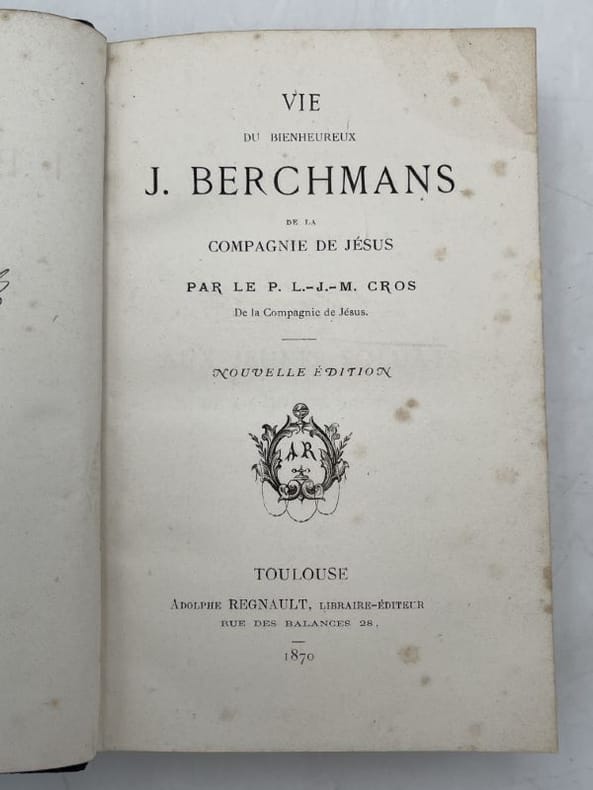 VIE
DU BIENHEUREUX
J. BERCHMANS
DE LA
COMPAGNIE DE JÉSUS
PAR LE P. L.-J.-M. CROS
De la Compagnie de Jésus.
NOUVELLE ÉDITION
AR
TOULOUSE
ADOLPHE REGNAULT, LIBRAIRE-ÉDITEUR
RUE DES BALANCES 28.
1870